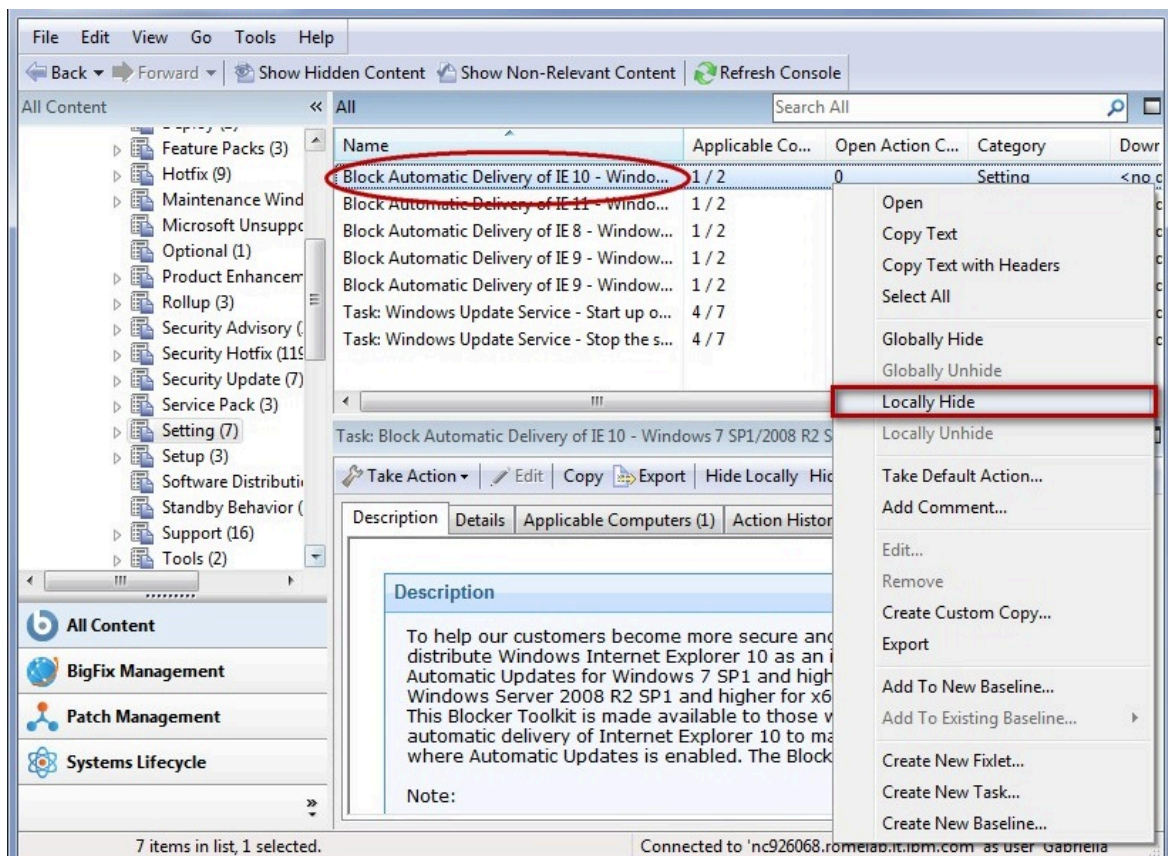 File Edit View Go Tools Help
Back Forward Show Hidden Content Show Non-Relevant Content Refresh Console
All Content « All Search All
Feature Packs (3)
Hotfix (9)
Maintenance Wind
Microsoft Unsuppo
Optional (1)
Product Enhancem
Rollup (3)
Security Advisory (
Security Hotfix (119
Security Update (7)
Service Pack (3)
Setting (7)
Setup (3)
Software Distributi
Standby Behavior (
Support (16)
Tools (2)
All Content
BigFix Management
Patch Management
Systems Lifecycle
»
Name Applicable Co... Open Action C... Category Down
Block Automatic Delivery of IE 10 - Windo... 1 / 2 0 Setting <no d
Block Automatic Delivery of IE 11 - Windo... 1 / 2
Block Automatic Delivery of IE 8 - Window... 1 / 2
Block Automatic Delivery of IE 9 - Window... 1 / 2
Block Automatic Delivery of IE 9 - Window... 1 / 2
Task: Windows Update Service - Start up o... 4 / 7
Task: Windows Update Service - Stop the s... 4 / 7
Task: Block Automatic Delivery of IE 10 - Windows 7 SP1/2008 R2 S
Take Action Edit Copy Export Hide Locally Hid
Description Details Applicable Computers (1) Action Histor
Description
To help our customers become more secure and
distribute Windows Internet Explorer 10 as an i
Automatic Updates for Windows 7 SP1 and high
Windows Server 2008 R2 SP1 and higher for x6
This Blocker Toolkit is made available to those w
automatic delivery of Internet Explorer 10 to ma
where Automatic Updates is enabled. The Block
Note:
Open
Copy Text
Copy Text with Headers
Select All
Globally Hide
Globally Unhide
Locally Hide
Locally Unhide
Take Default Action...
Add Comment...
Edit...
Remove
Create Custom Copy...
Export
Add To New Baseline...
Add To Existing Baseline...
Create New Fixlet...
Create New Task...
Create New Baseline...
7 items in list, 1 selected. Connected to 'nc926068.romelab.it.ibm.com' as user 'Gabriella'